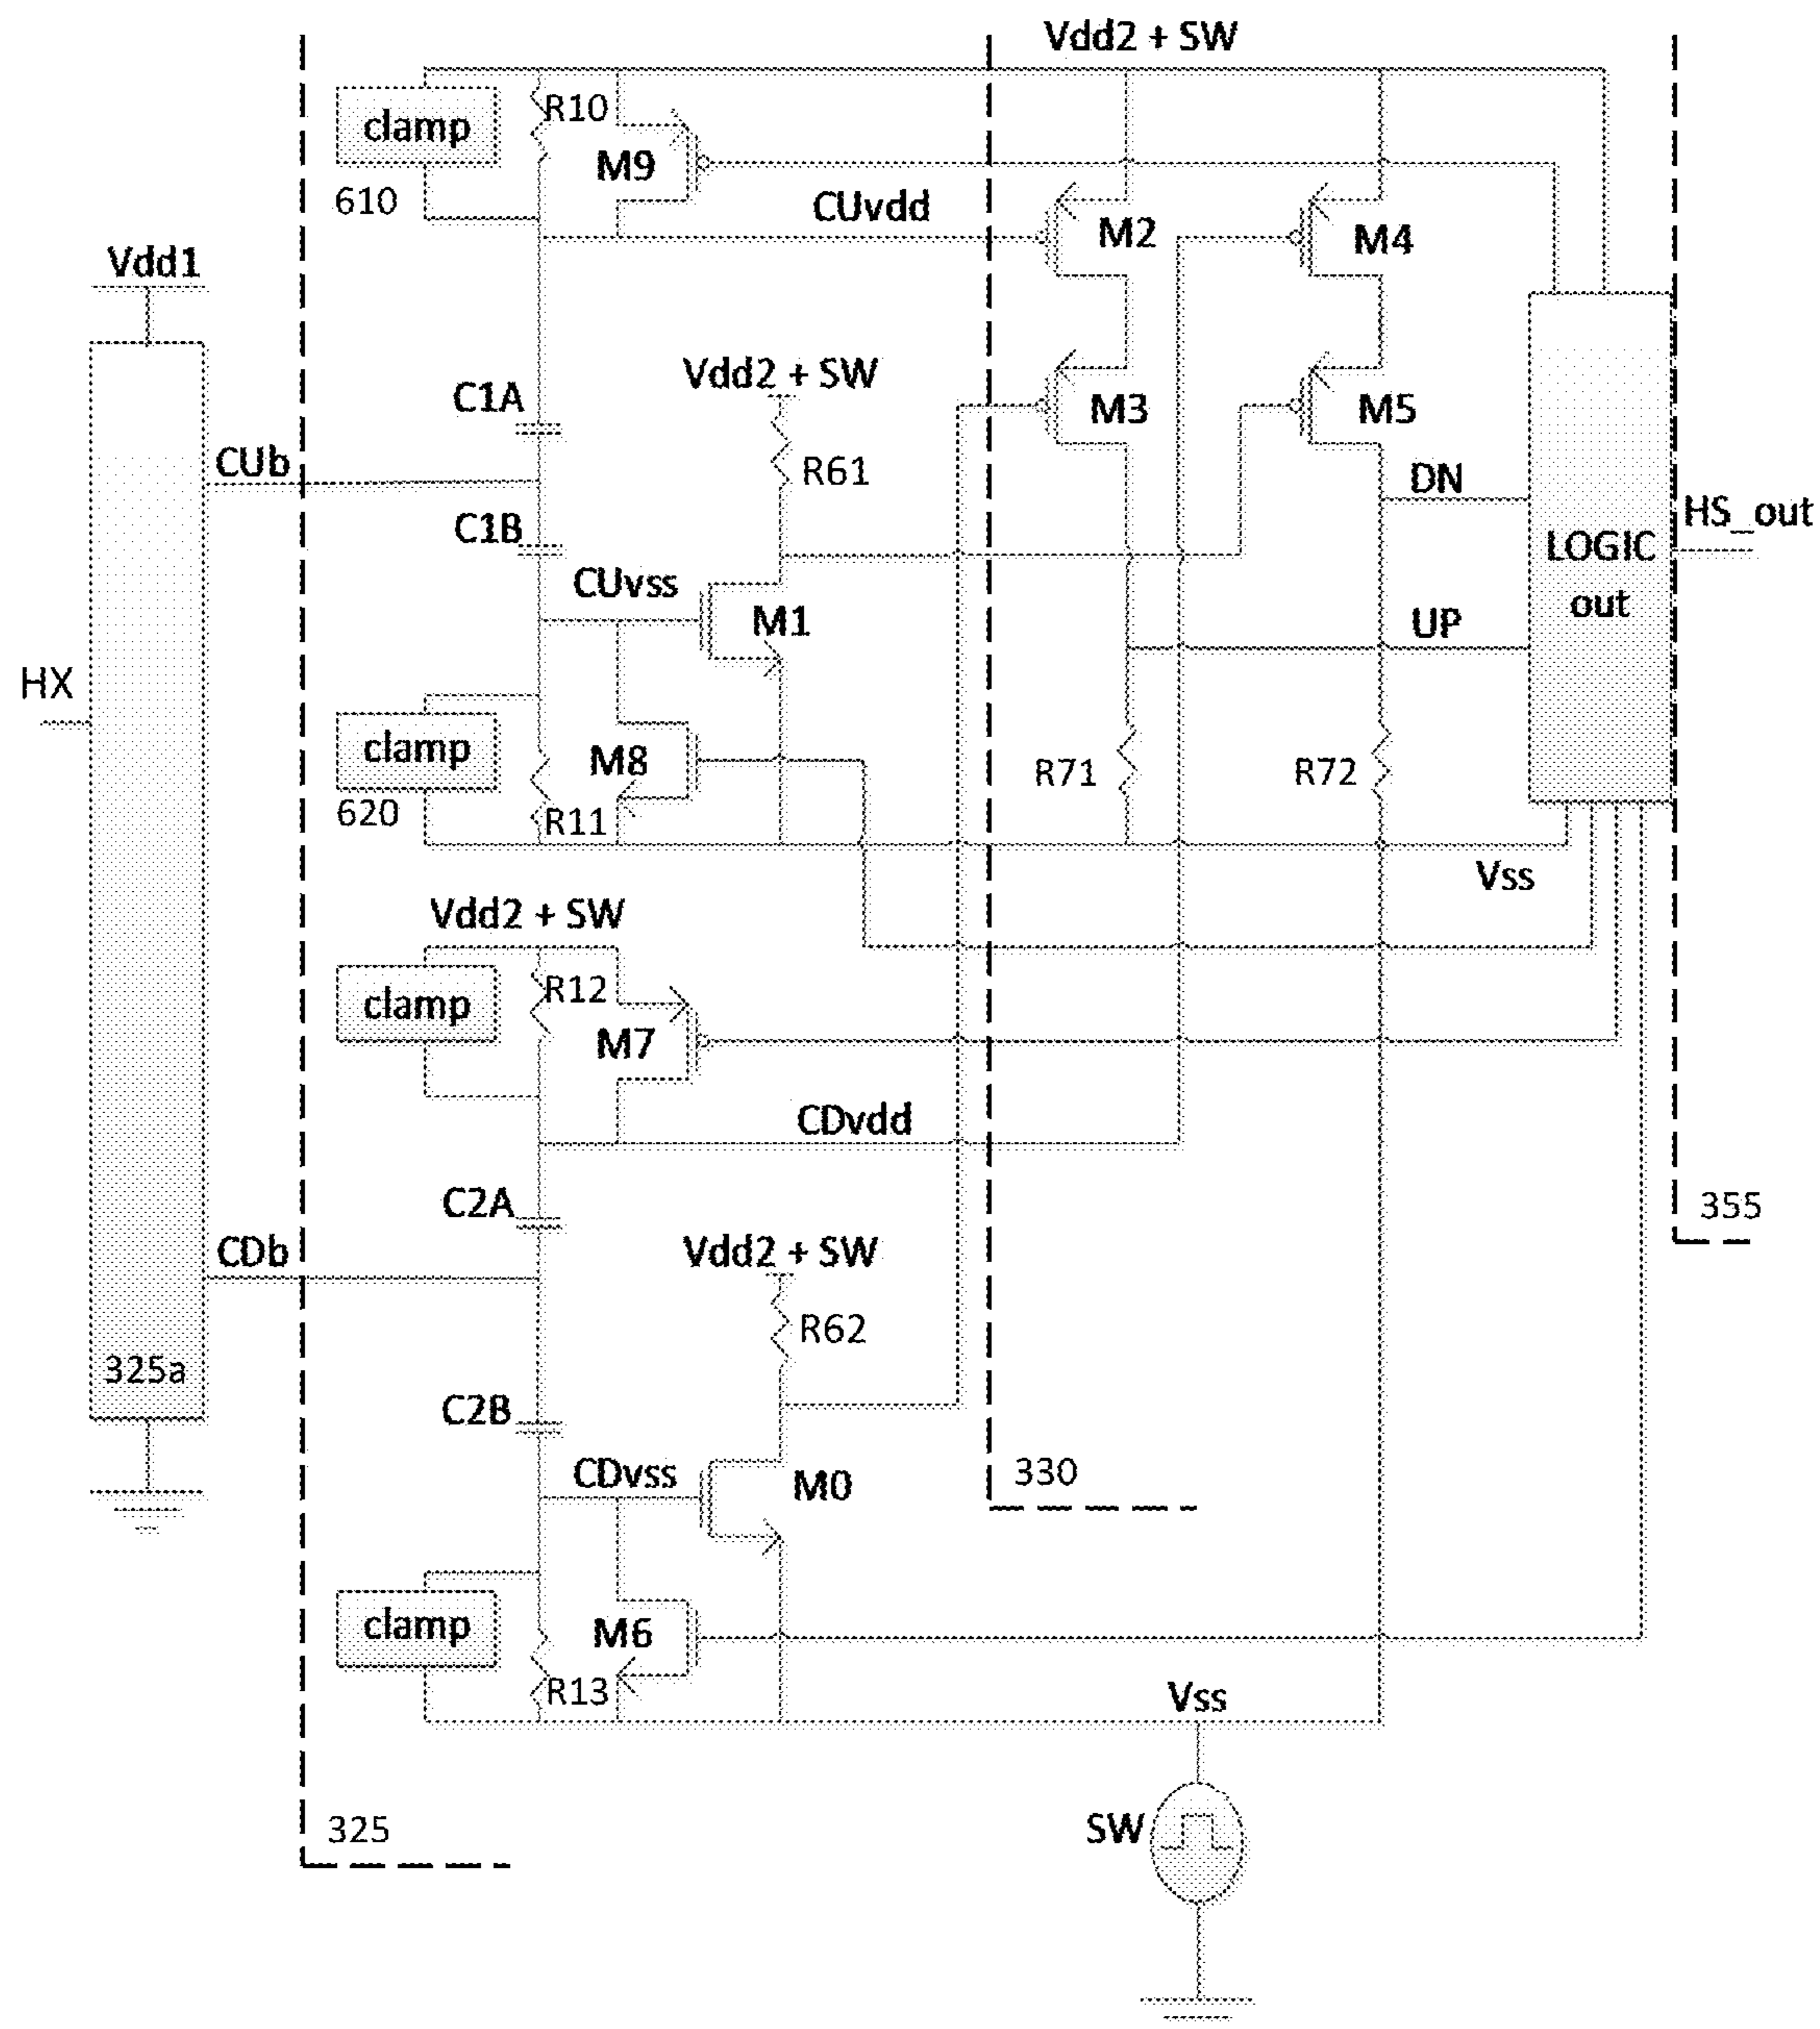 Vdd2 + SW
clamp
R10
M9
610
CUvdd
M2
M4
Vdd1
C1A
Vdd2 + SW
M3
M5
CUb
R61
DN
HS_out
C1B
LOGIC
out
CUvss
M1
UP
HX
clamp
M8
R71
R72
620
R11
Vss
Vdd2 + SW
clamp
R12
M7
CDvdd
C2A
355
CDb
Vdd2 + SW
R62
325a
C2B
CDvss
M0
330
clamp
M6
R13
Vss
325
SW